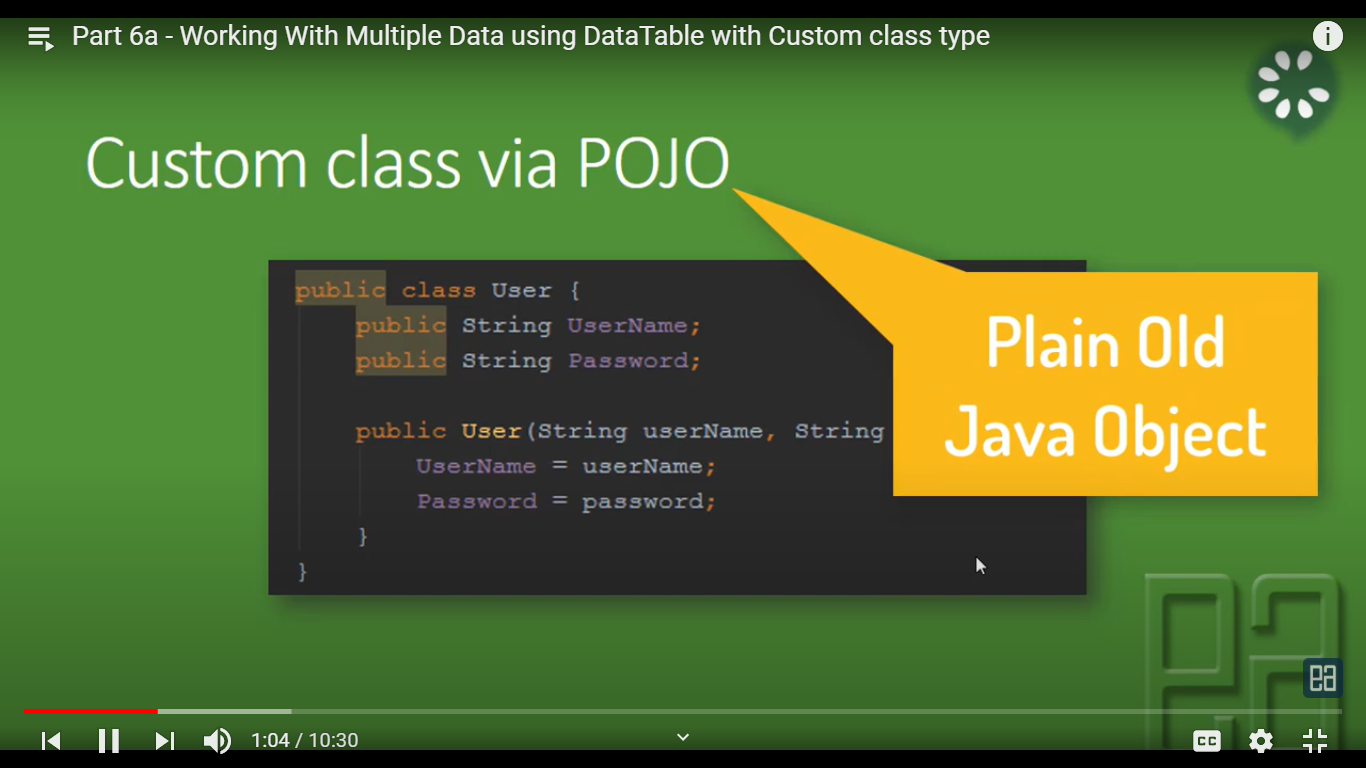 Part 6a - Working With Multiple Data using DataTable with Custom class type
Custom class via POJO
Plain Old
Java Object
public class User {
public String UserName;
public String Password;
public User(String userName, String
UserName = userName;
Password = password;
}
}
1:04 / 10:30
CC